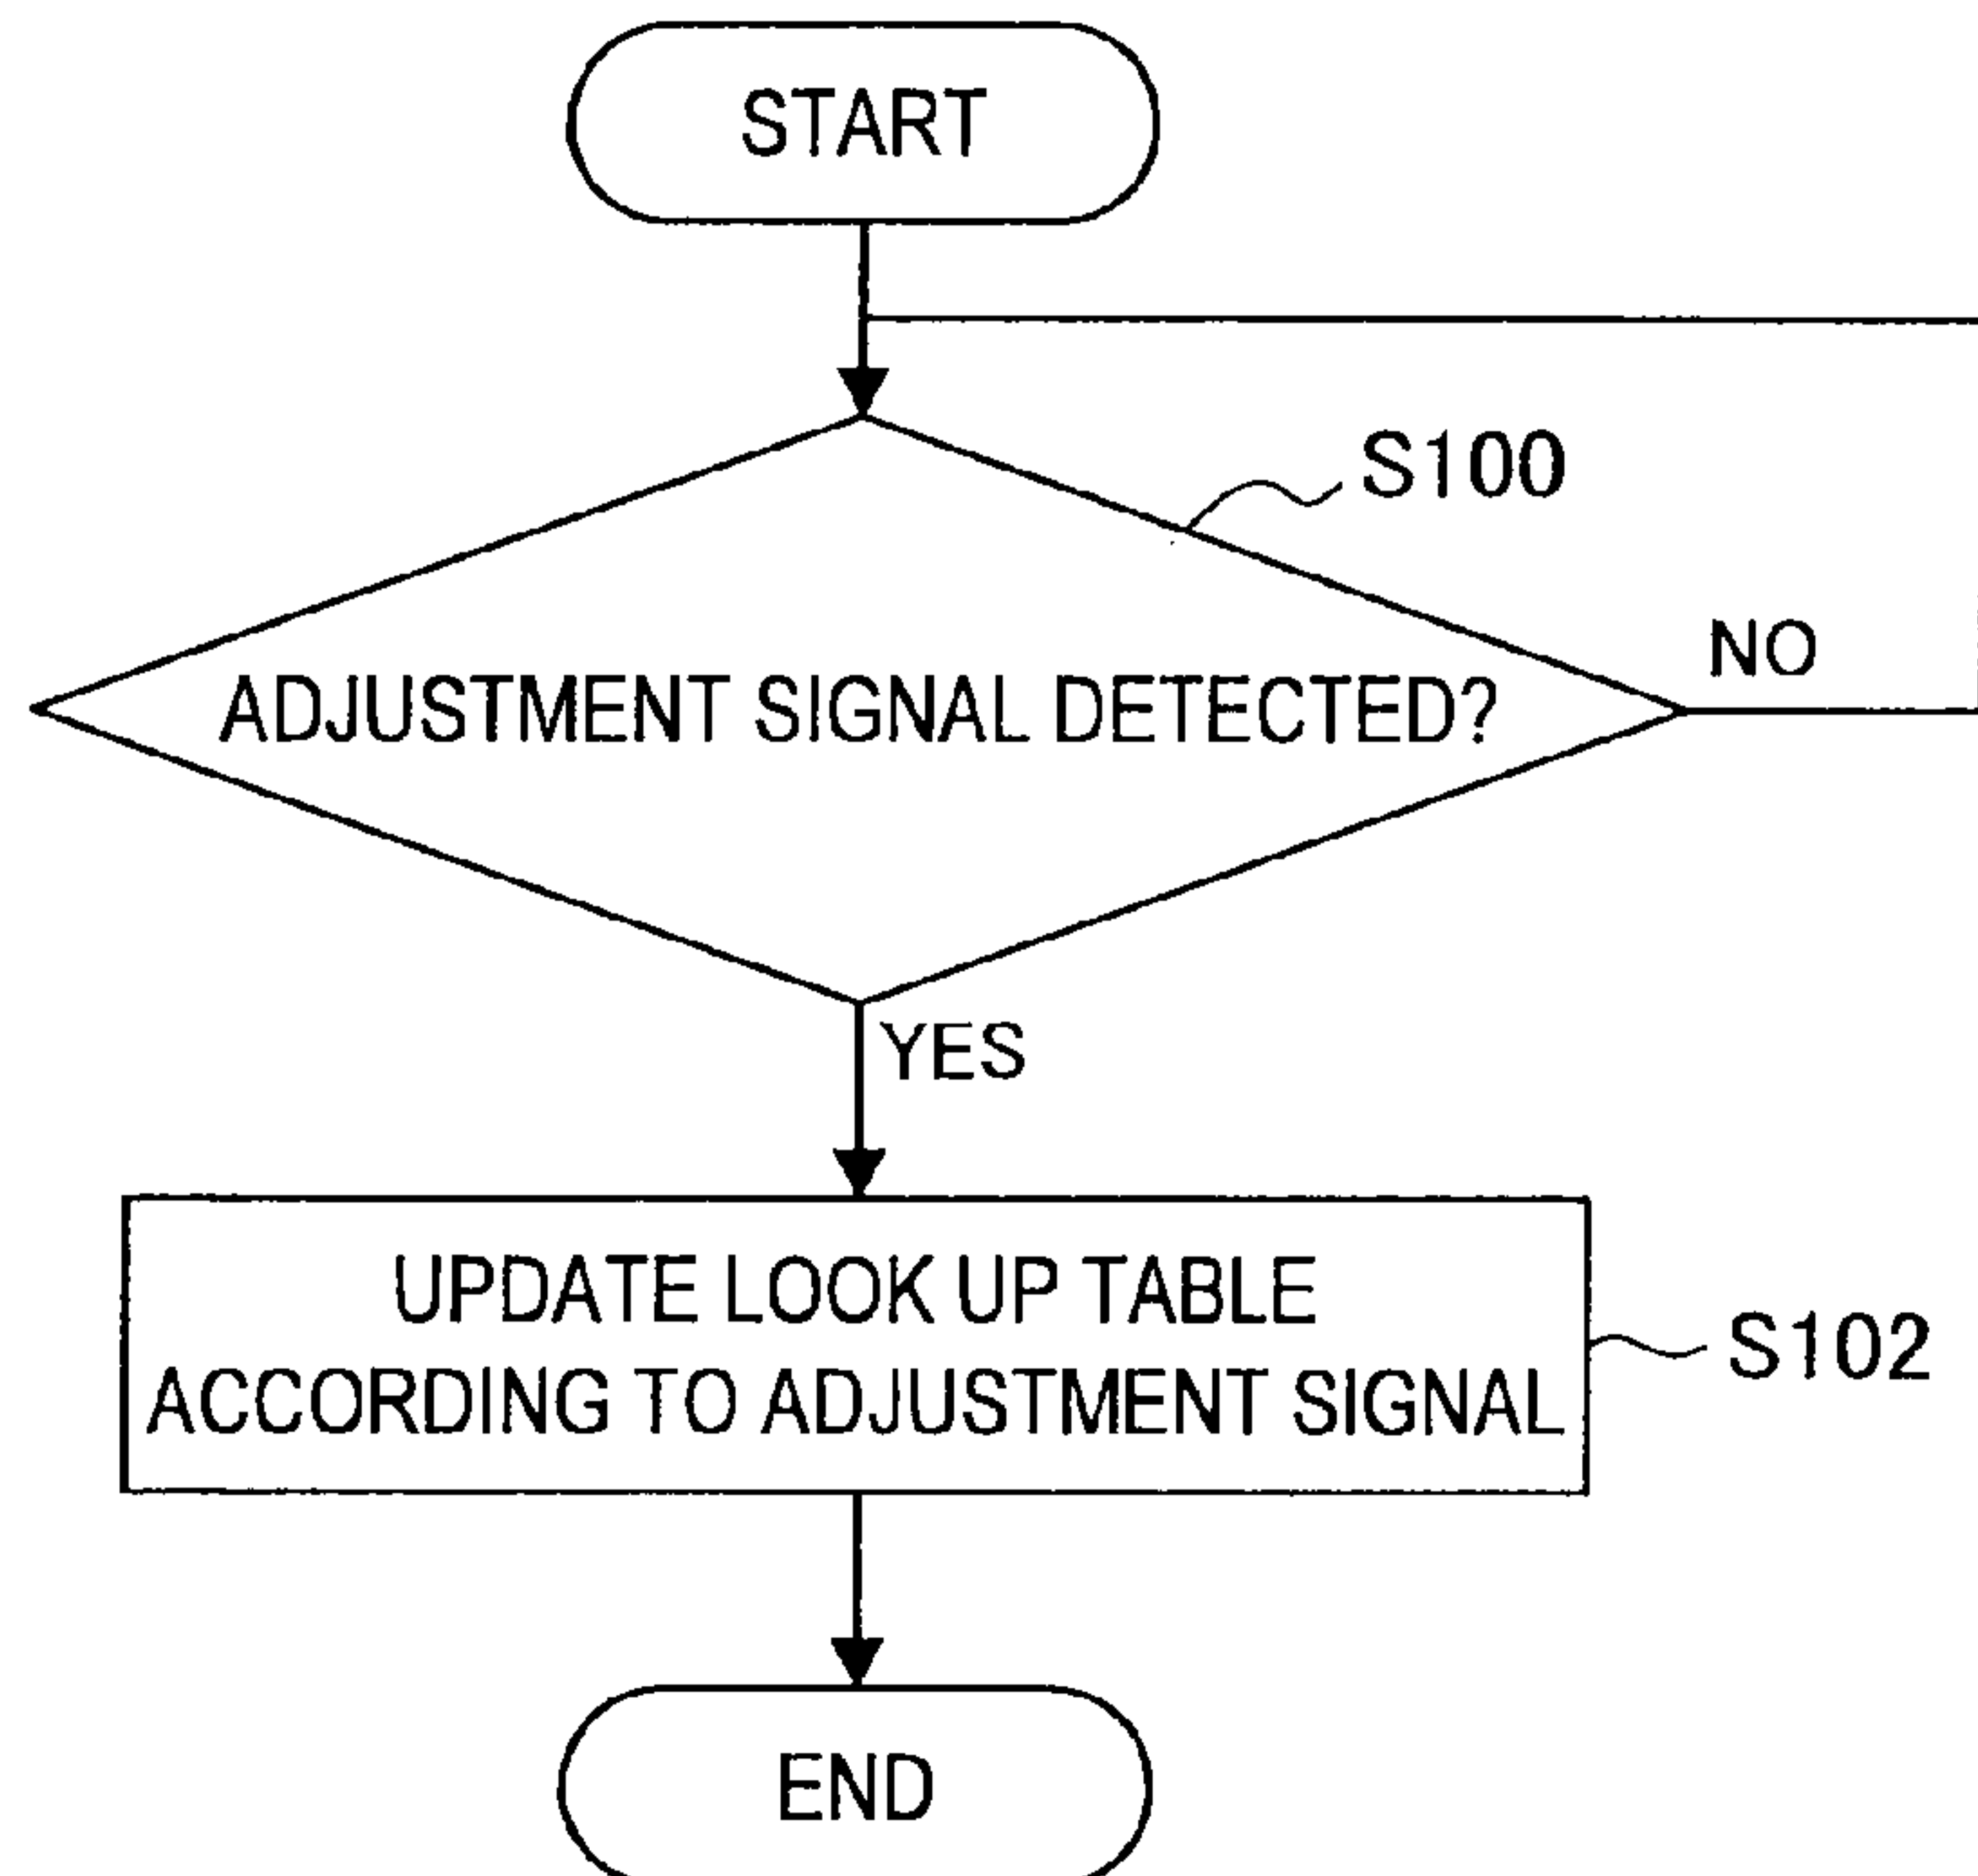 START
S100
NO
ADJUSTMENT SIGNAL DETECTED?
YES
UPDATE LOOK UP TABLE
ACCORDING TO ADJUSTMENT SIGNAL
S102
END